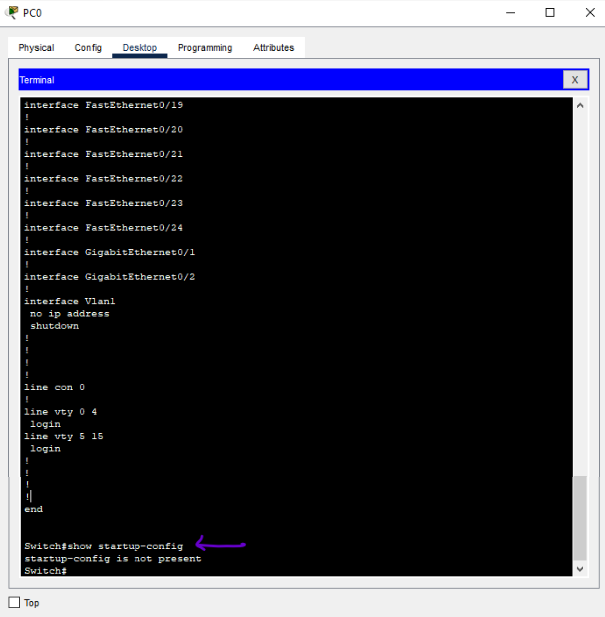 PC0
Physical Config Desktop Programming Attributes
Terminal X
interface FastEthernet0/19
!
interface FastEthernet0/20
!
interface FastEthernet0/21
!
interface FastEthernet0/22
!
interface FastEthernet0/23
!
interface FastEthernet0/24
!
interface GigabitEthernet0/1
!
interface GigabitEthernet0/2
!
interface Vlan1
no ip address
shutdown
!
!
!
!
line con 0
!
line vty 0 4
login
line vty 5 15
login
!
!
!
!
end
Switch#show startup-config
startup-config is not present
Switch#
Top